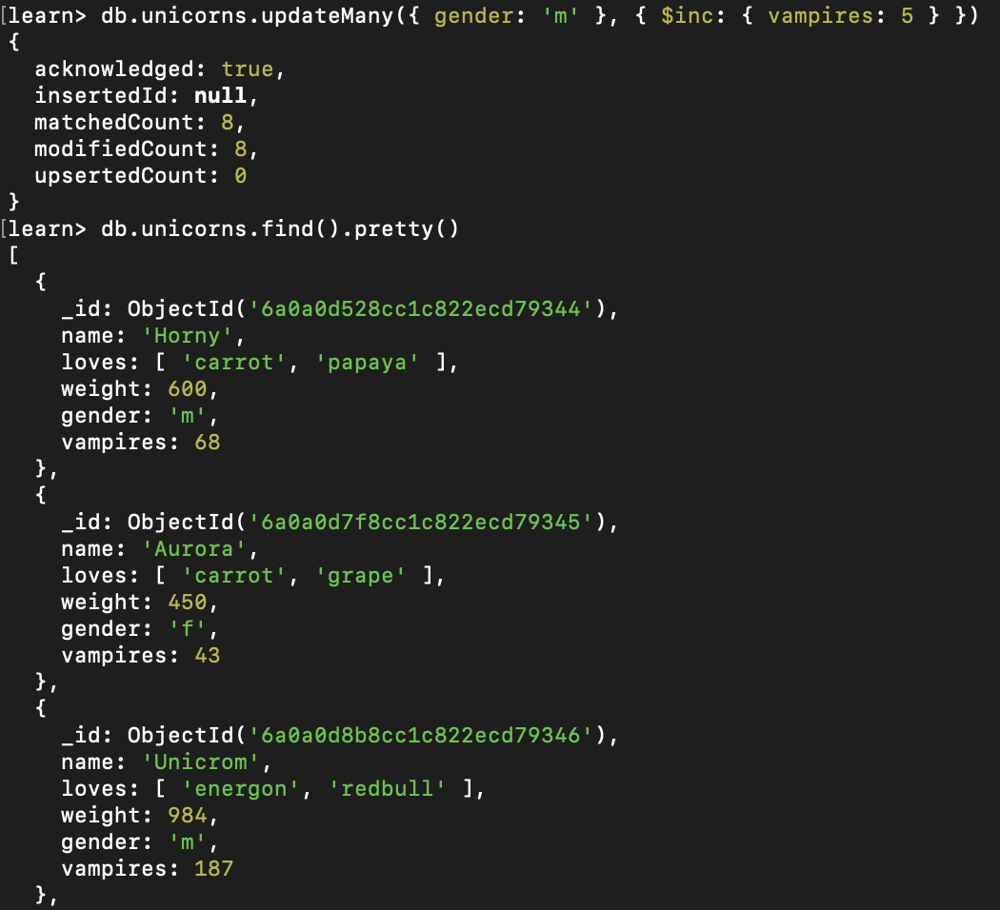 [learn> db.unicorns.updateMany({ gender: 'm' }, { $inc: { vampires: 5 } })
{
  acknowledged: true,
  insertedId: null,
  matchedCount: 8,
  modifiedCount: 8,
  upsertedCount: 0
}
[learn> db.unicorns.find().pretty()
[
  {
    _id: ObjectId('6a0a0d528cc1c822ecd79344'),
    name: 'Horny',
    loves: [ 'carrot', 'papaya' ],
    weight: 600,
    gender: 'm',
    vampires: 68
  },
  {
    _id: ObjectId('6a0a0d7f8cc1c822ecd79345'),
    name: 'Aurora',
    loves: [ 'carrot', 'grape' ],
    weight: 450,
    gender: 'f',
    vampires: 43
  },
  {
    _id: ObjectId('6a0a0d8b8cc1c822ecd79346'),
    name: 'Unicrom',
    loves: [ 'energon', 'redbull' ],
    weight: 984,
    gender: 'm',
    vampires: 187
  },